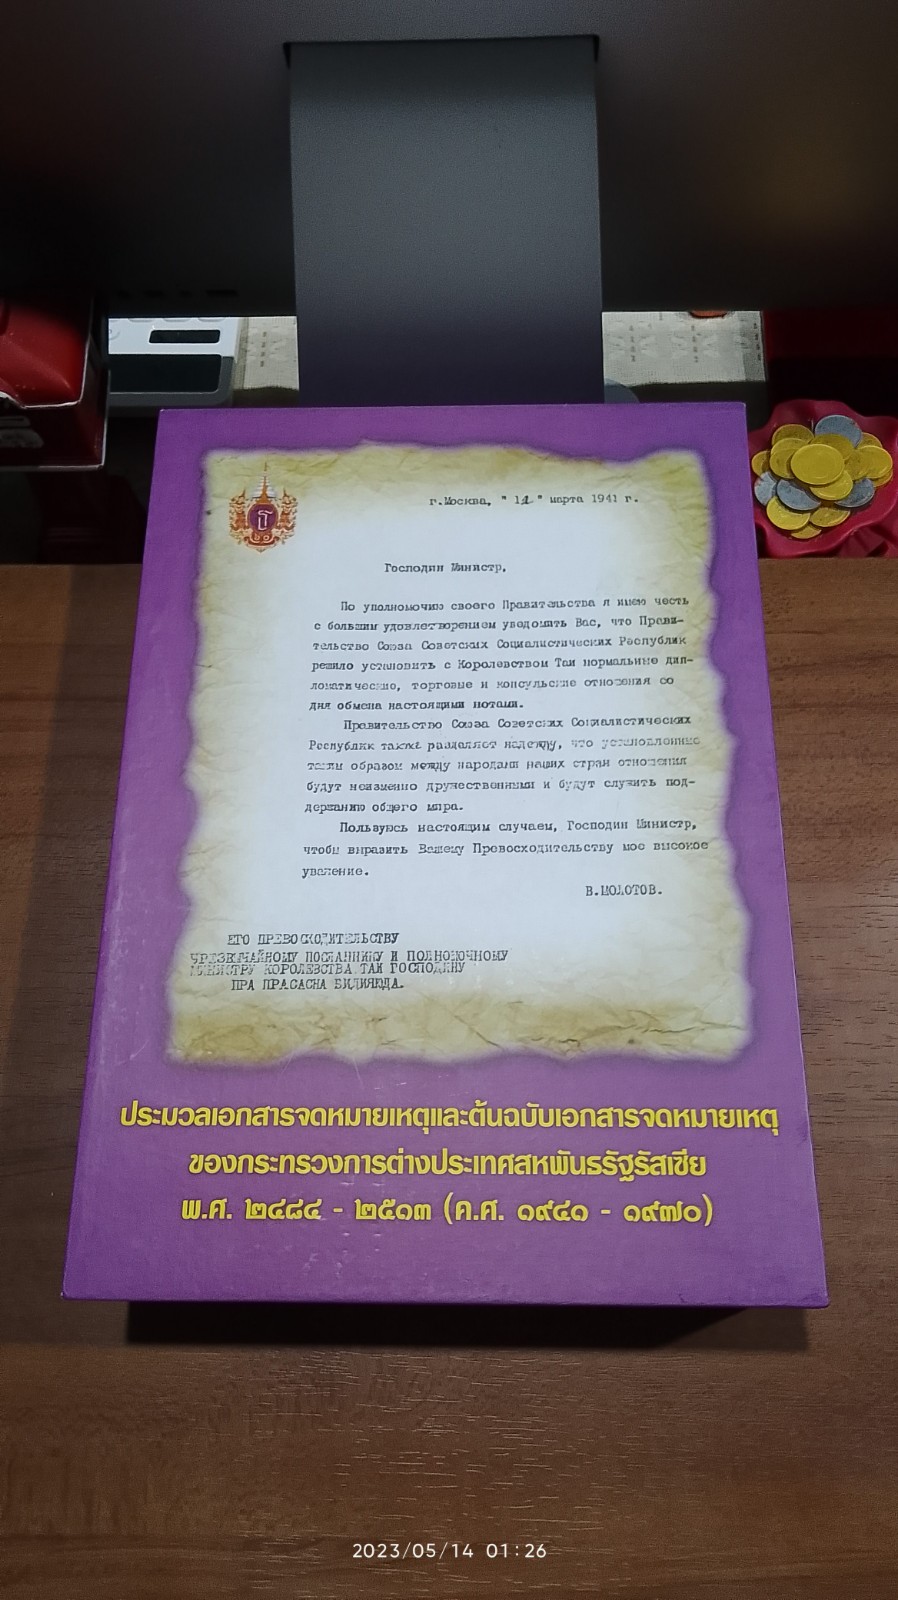 г.Москва, " 12 " марта 1941 г.
Господин Министр,
По уполномочию своего Правительства я имею честь
с большим удовлетворением уведомить Вас, что Прави-
тельство Союза Советских Социалистических Республик
решило установить с Королевством Таи нормальные дип-
ломатические, торговые и консульские отношения со
дня обмена настоящими нотами.
Правительство Союза Советских Социалистических
Республик также разделяет надежду, что установленные
таким образом между народами наших стран отношения
будут неизменно дружественными и будут служить под-
держанию общего мира.
Пользуюсь настоящим случаем, Господин Министр,
чтобы выразить Вашему Превосходительству мое высокое
уважение.
В.МОЛОТОВ.
ЕГО ПРЕВОСХОДИТЕЛЬСТВУ
ЧРЕЗВЫЧАЙНОМУ ПОСЛАННИКУ И ПОЛНОМОЧНОМУ
МИНИСТРУ КОРОЛЕВСТВА ТАИ ГОСПОДИНУ
ПРА ПРАСАСНА БИДИЯЮДА.
ประมวลเอกสารจดหมายเหตุและต้นฉบับเอกสารจดหมายเหตุ
ของกระทรวงการต่างประเทศสหพันธรัฐรัสเซีย
พ.ศ. ๒๔๘๔ - ๒๕๑๓ (ค.ศ. ๑๙๔๑ - ๑๙๗๐)
2023/05/14 01:26